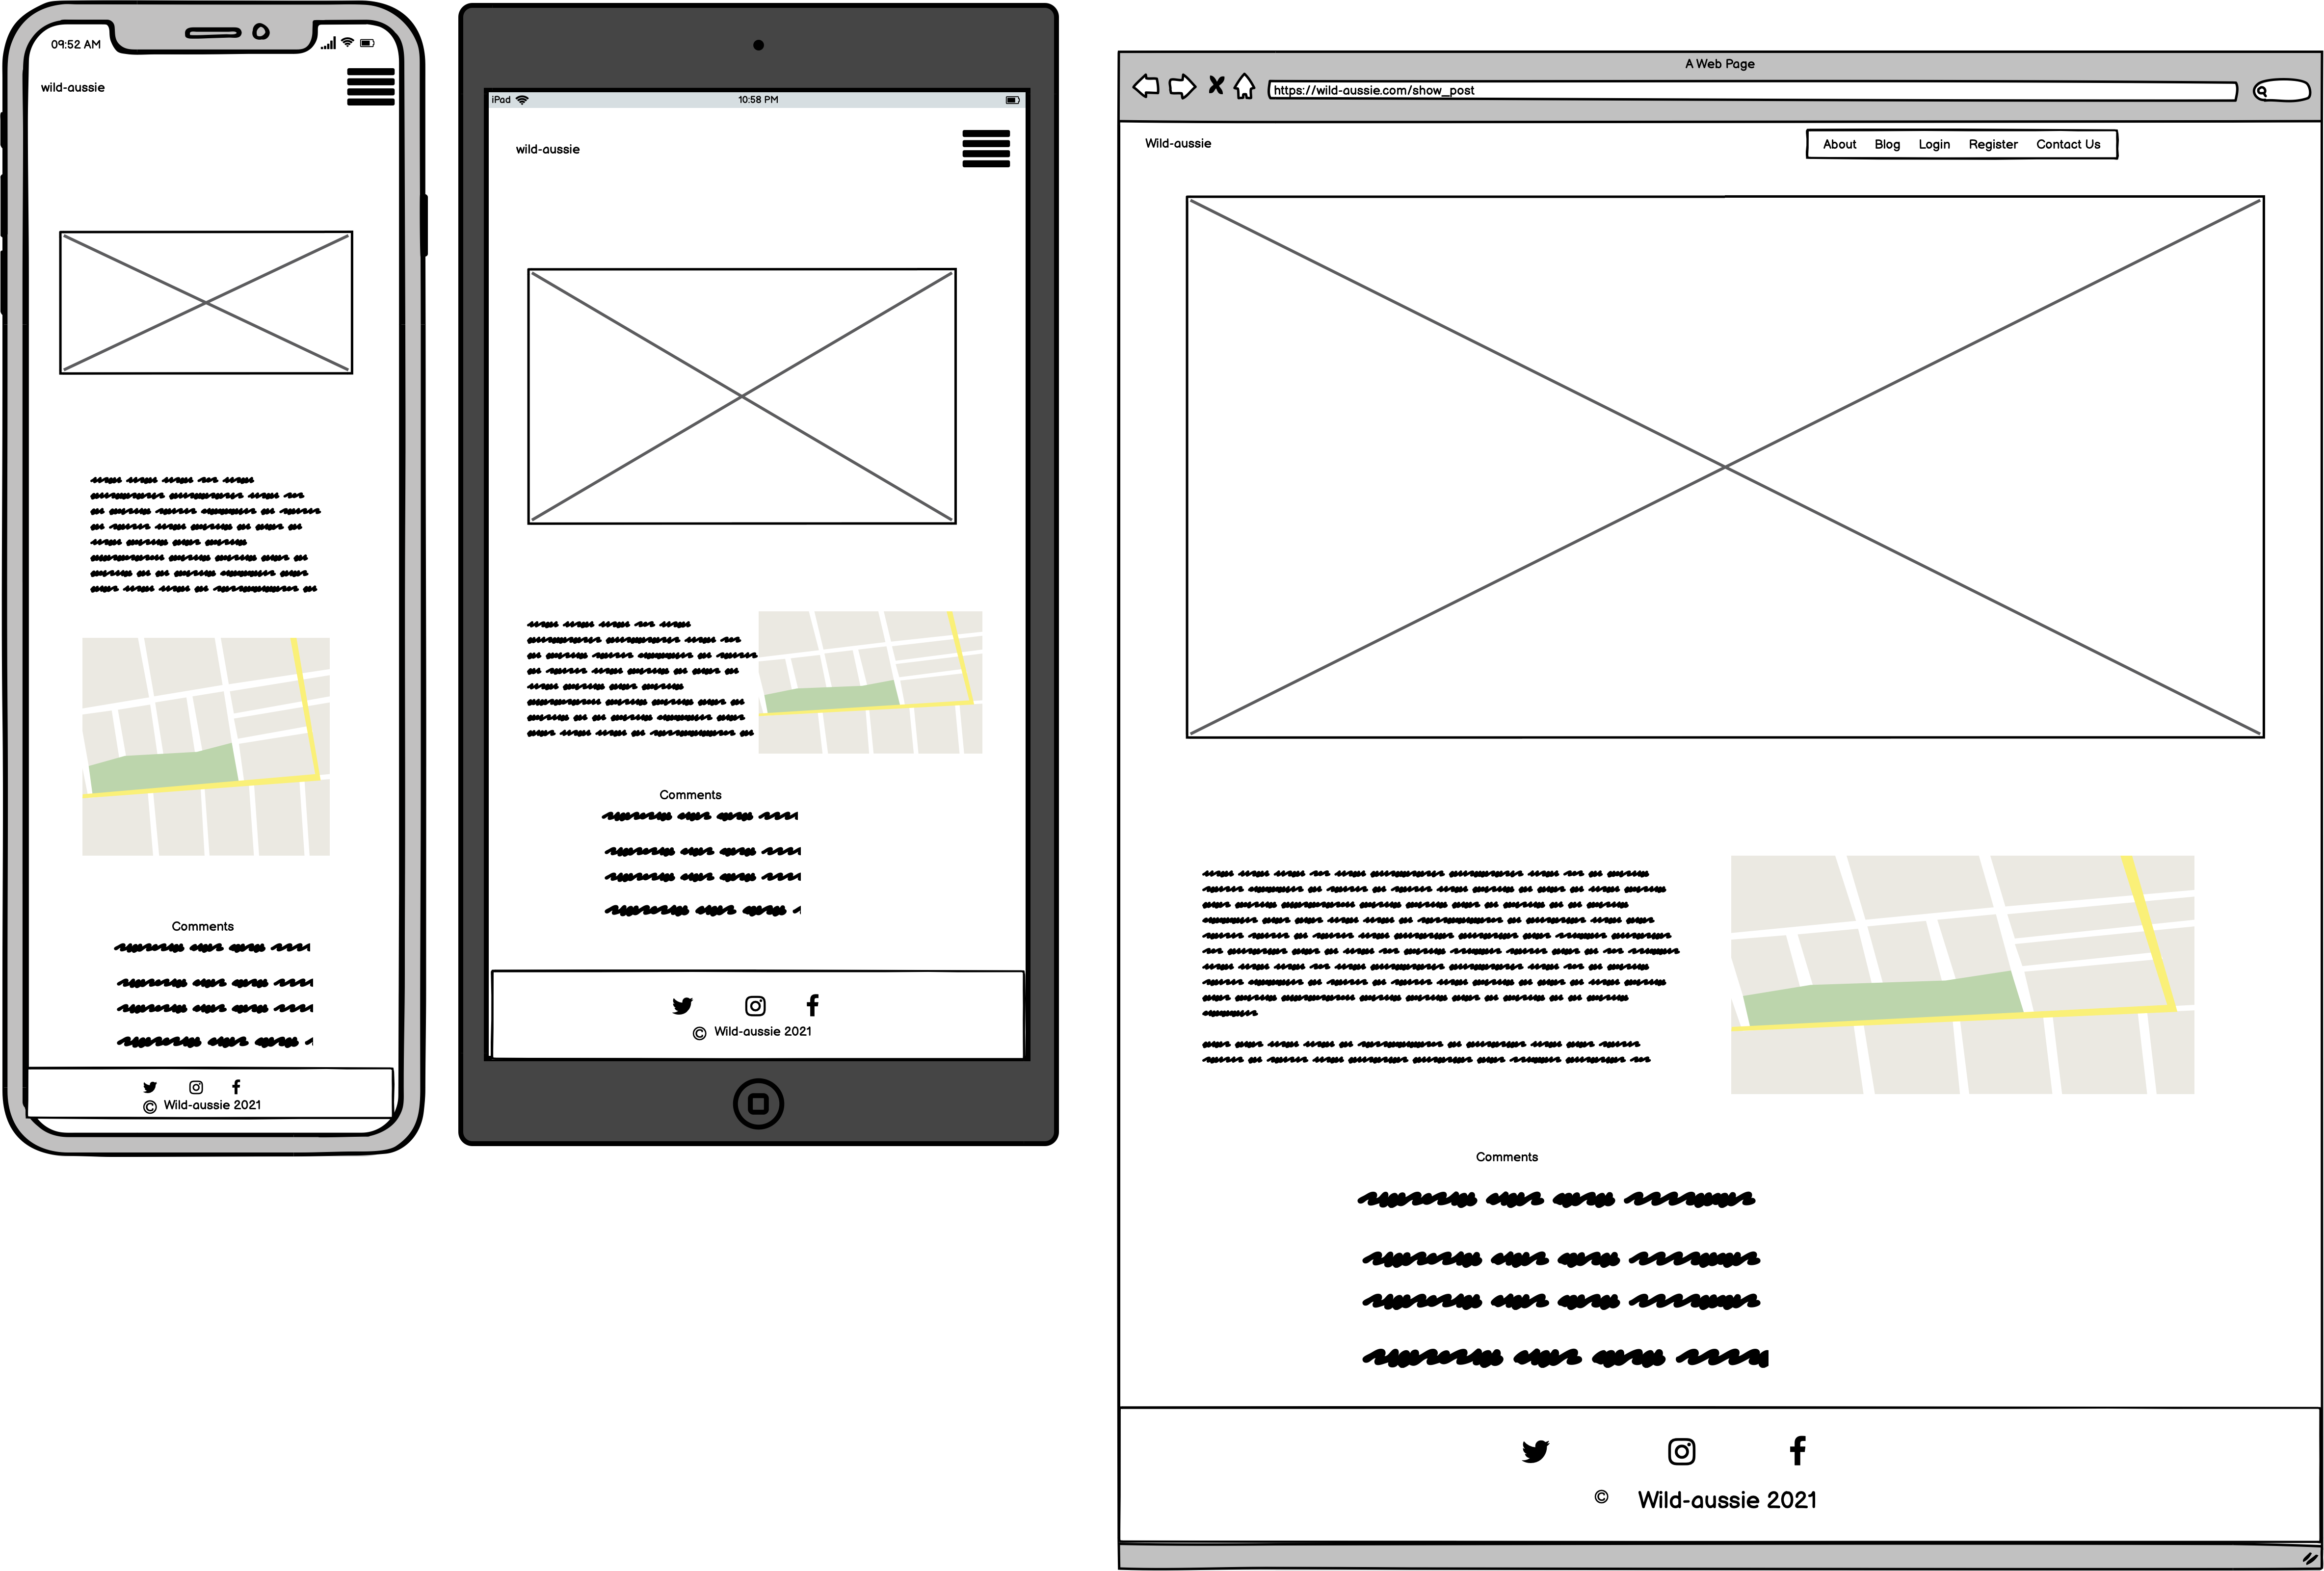 09:52 AM
wild-aussie
Comments
© Wild-aussie 2021
iPad
10:58 PM
wild-aussie
Comments
© Wild-aussie 2021
A Web Page
https://wild-aussie.com/show_post
Wild-aussie
About Blog Login Register Contact Us
Comments
© Wild-aussie 2021